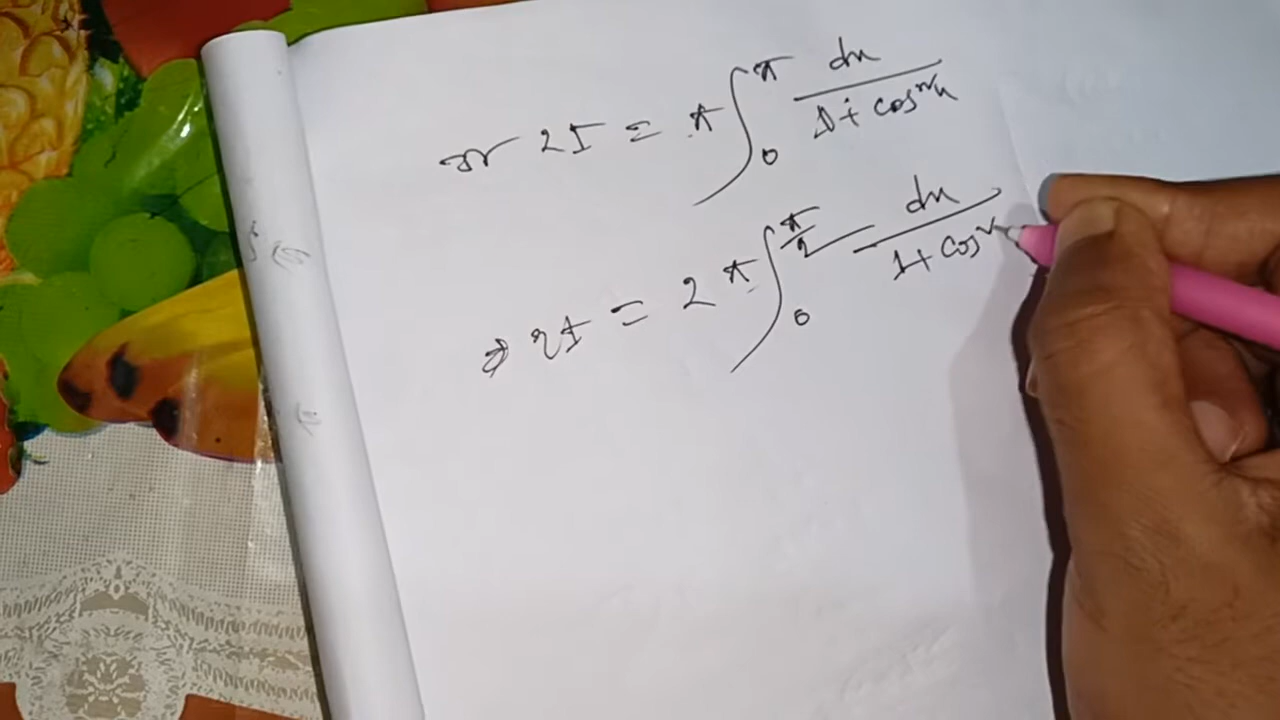 or 2I = π ∫₀^π dx / 1 + cos²x
⇒ 2I = 2π ∫₀^(π/2) dx / 1 + cos²